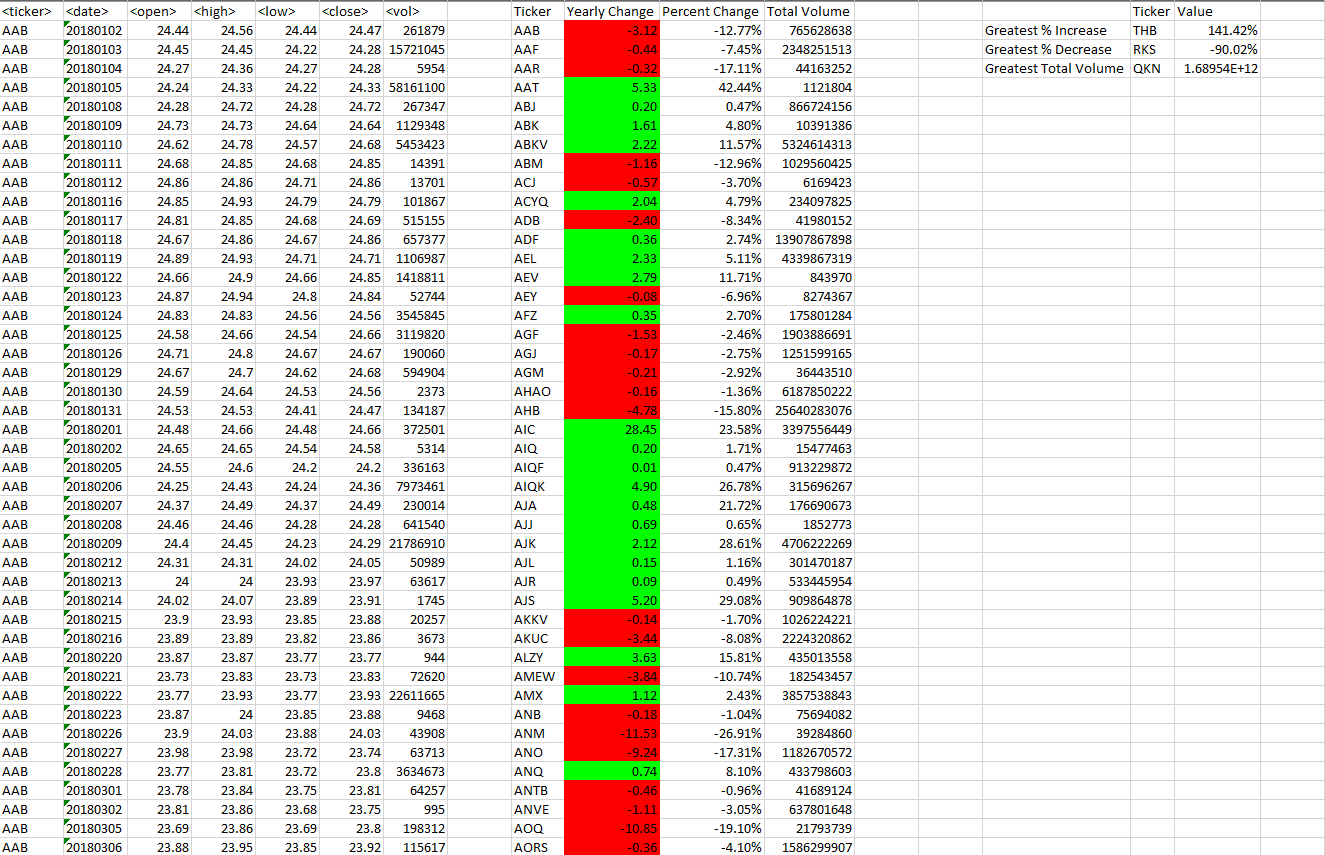 <ticker> <date> <open> <high> <low> <close> <vol> Ticker Yearly Change Percent Change Total Volume Ticker Value
AAB 20180102 24.44 24.56 24.44 24.47 261879 AAB -3.12 -12.77% 765628638 Greatest % Increase THB 141.42%
AAB 20180103 24.45 24.45 24.22 24.28 15721045 AAF -0.44 -7.45% 2348251513 Greatest % Decrease RKS -90.02%
AAB 20180104 24.27 24.36 24.27 24.28 5954 AAR -0.32 -17.11% 44163252 Greatest Total Volume QKN 1.68954E+12
AAB 20180105 24.24 24.33 24.22 24.33 58161100 AAT 5.33 42.44% 1121804
AAB 20180108 24.28 24.72 24.28 24.72 267347 ABJ 0.20 0.47% 866724156
AAB 20180109 24.73 24.73 24.64 24.64 1129348 ABK 1.61 4.80% 10391386
AAB 20180110 24.62 24.78 24.57 24.68 5453423 ABKV 2.22 11.57% 5324614313
AAB 20180111 24.68 24.85 24.68 24.85 14391 ABM -1.16 -12.96% 1029560425
AAB 20180112 24.86 24.86 24.71 24.86 13701 ACJ -0.57 -3.70% 6169423
AAB 20180116 24.85 24.93 24.79 24.79 101867 ACYQ 2.04 4.79% 234097825
AAB 20180117 24.81 24.85 24.68 24.69 515155 ADB -2.40 -8.34% 41980152
AAB 20180118 24.67 24.86 24.67 24.86 657377 ADF 0.36 2.74% 13907867898
AAB 20180119 24.89 24.93 24.71 24.71 1106987 AEL 2.33 5.11% 4339867319
AAB 20180122 24.66 24.9 24.66 24.85 1418811 AEV 2.79 11.71% 843970
AAB 20180123 24.87 24.94 24.8 24.84 52744 AEY -0.08 -6.96% 8274367
AAB 20180124 24.83 24.83 24.56 24.56 3545845 AFZ 0.35 2.70% 175801284
AAB 20180125 24.58 24.66 24.54 24.66 3119820 AGF -1.53 -2.46% 1903886691
AAB 20180126 24.71 24.8 24.67 24.67 190060 AGJ -0.17 -2.75% 1251599165
AAB 20180129 24.67 24.7 24.62 24.68 594904 AGM -0.21 -2.92% 36443510
AAB 20180130 24.59 24.64 24.53 24.56 2373 AHAO -0.16 -1.36% 6187850222
AAB 20180131 24.53 24.53 24.41 24.47 134187 AHB -4.78 -15.80% 25640283076
AAB 20180201 24.48 24.66 24.48 24.66 372501 AIC 28.45 23.58% 3397556449
AAB 20180202 24.65 24.65 24.54 24.58 5314 AIQ 0.20 1.71% 15477463
AAB 20180205 24.55 24.6 24.2 24.2 336163 AIQF 0.01 0.47% 913229872
AAB 20180206 24.25 24.43 24.24 24.36 7973461 AIQK 4.90 26.78% 315696267
AAB 20180207 24.37 24.49 24.37 24.49 230014 AJA 0.48 21.72% 176690673
AAB 20180208 24.46 24.46 24.28 24.28 641540 AJJ 0.69 0.65% 1852773
AAB 20180209 24.4 24.45 24.23 24.29 21786910 AJK 2.12 28.61% 4706222269
AAB 20180212 24.31 24.31 24.02 24.05 50989 AJL 0.15 1.16% 301470187
AAB 20180213 24 24 23.93 23.97 63617 AJR 0.09 0.49% 533445954
AAB 20180214 24.02 24.07 23.89 23.91 1745 AJS 5.20 29.08% 909864878
AAB 20180215 23.9 23.93 23.85 23.88 20257 AKKV -0.14 -1.70% 1026224221
AAB 20180216 23.89 23.89 23.82 23.86 3673 AKUC -3.44 -8.08% 2224320862
AAB 20180220 23.87 23.87 23.77 23.77 944 ALZY 3.63 15.81% 435013558
AAB 20180221 23.73 23.83 23.73 23.83 72620 AMEW -3.84 -10.74% 182543457
AAB 20180222 23.77 23.93 23.77 23.93 22611665 AMX 1.12 2.43% 3857538843
AAB 20180223 23.87 24 23.85 23.88 9468 ANB -0.18 -1.04% 75694082
AAB 20180226 23.9 24.03 23.88 24.03 43908 ANM -11.53 -26.91% 39284860
AAB 20180227 23.98 23.98 23.72 23.74 63713 ANO -9.24 -17.31% 1182670572
AAB 20180228 23.77 23.81 23.72 23.8 3634673 ANQ 0.74 8.10% 433798603
AAB 20180301 23.78 23.84 23.75 23.81 64257 ANTB -0.46 -0.96% 41689124
AAB 20180302 23.81 23.86 23.68 23.75 995 ANVE -1.11 -3.05% 637801648
AAB 20180305 23.69 23.86 23.69 23.8 198312 AOQ -10.85 -19.10% 21793739
AAB 20180306 23.88 23.95 23.85 23.92 115617 AORS -0.36 -4.10% 1586299907